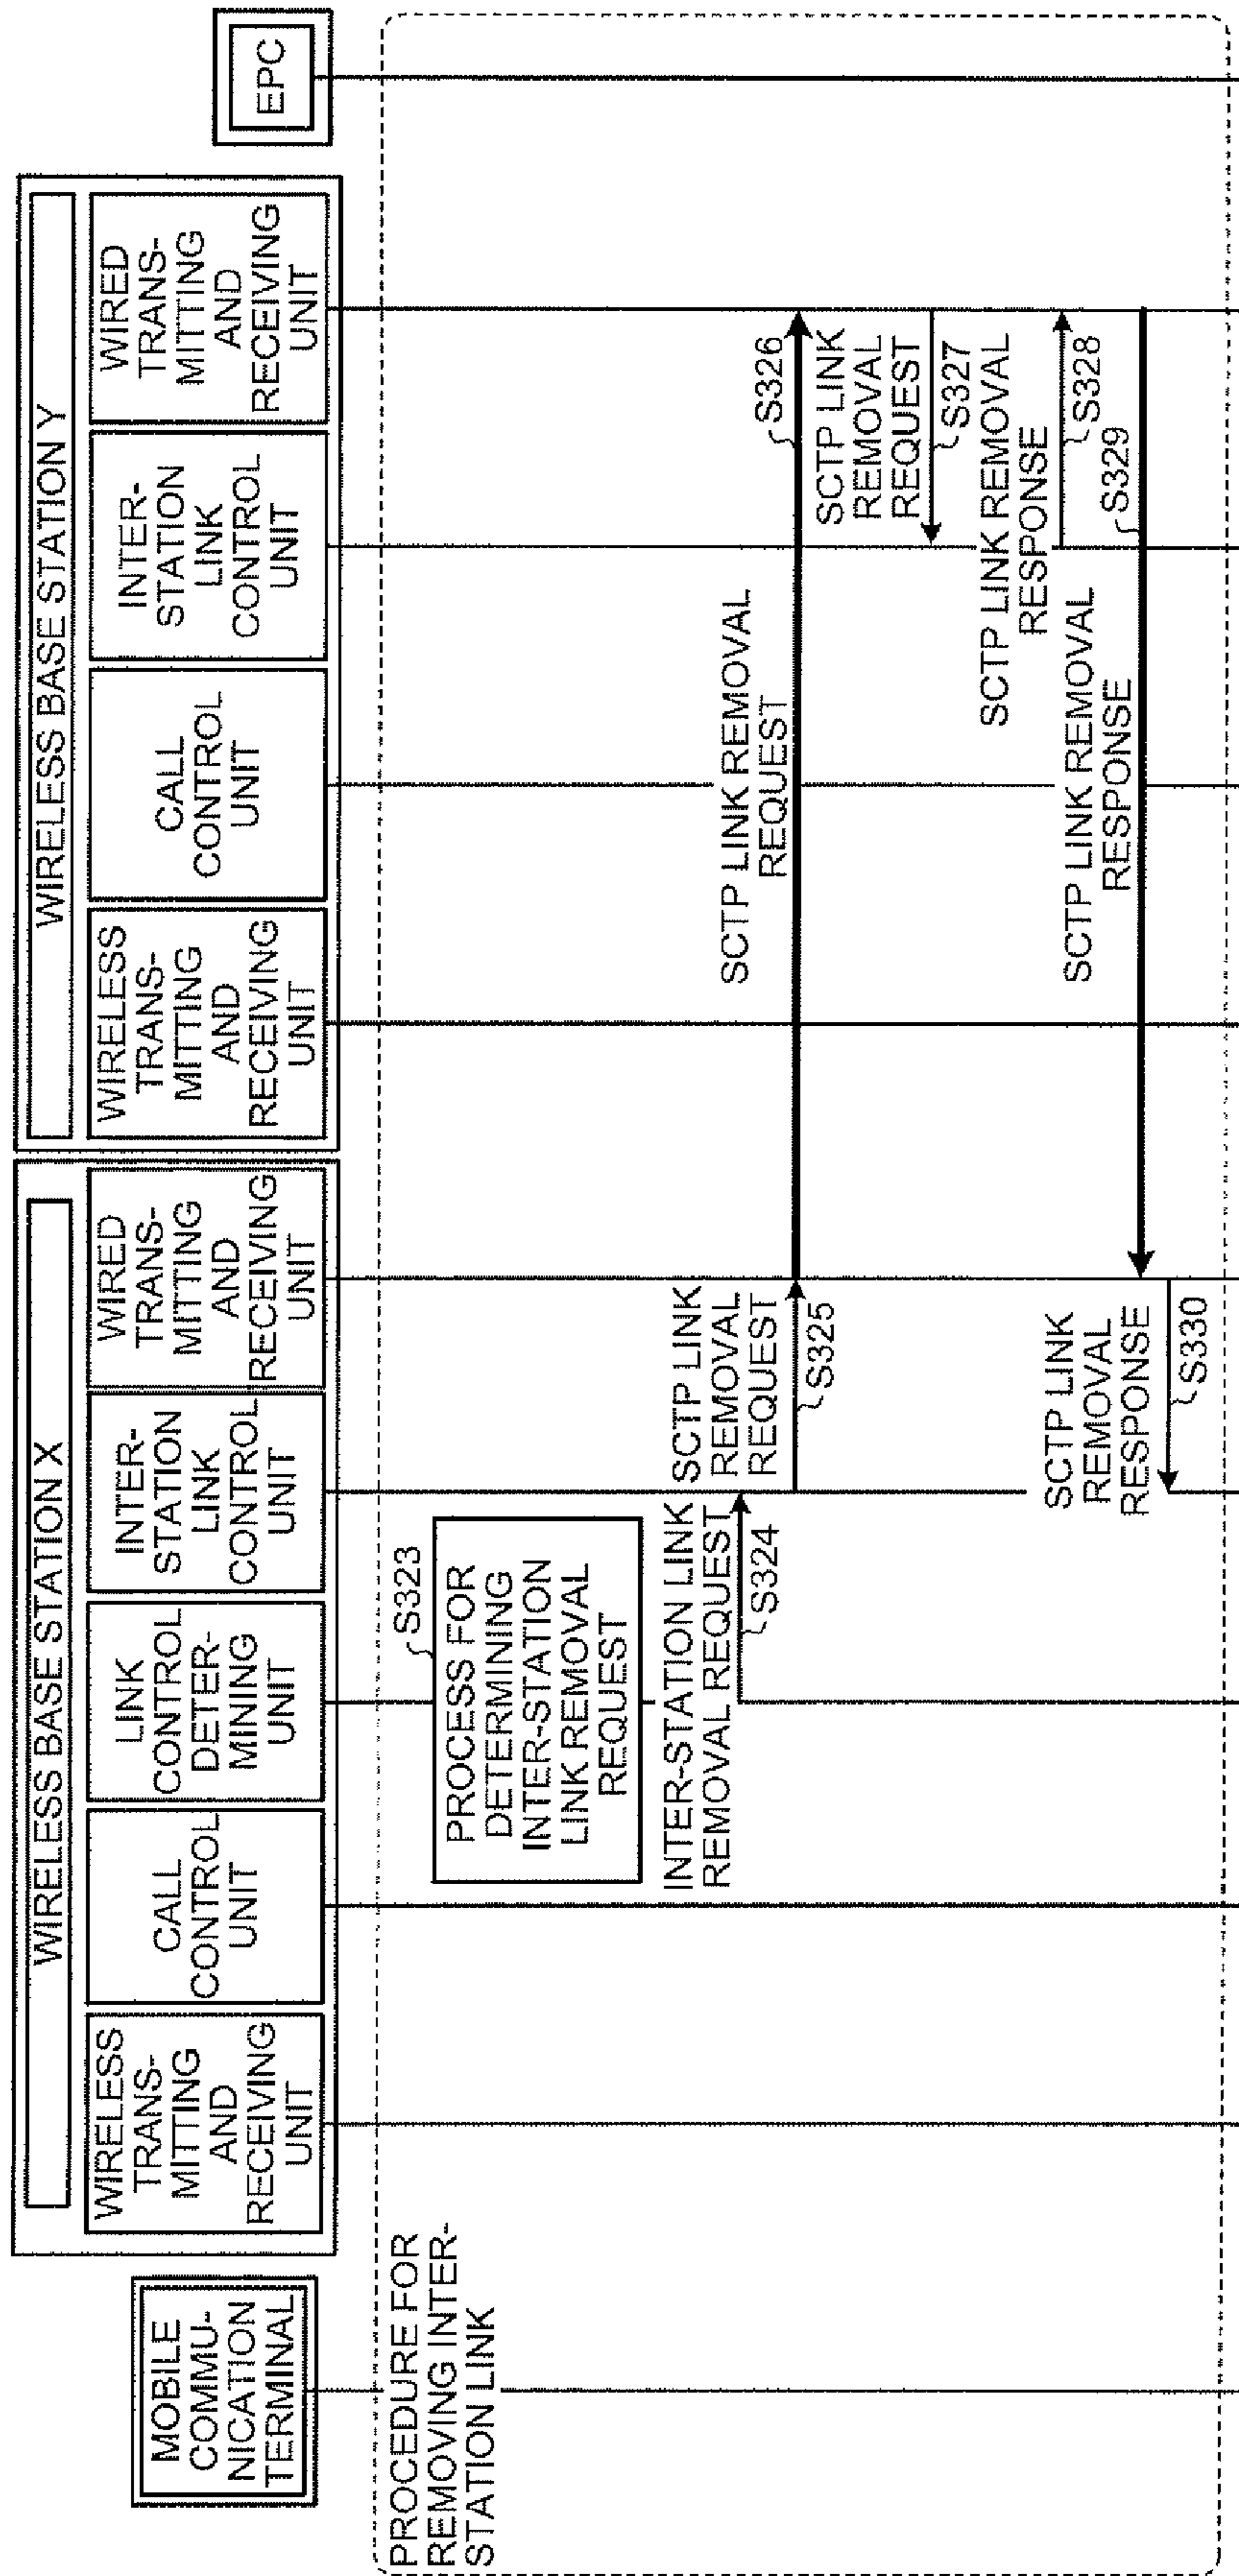 MOBILE
COMMU-
NICATION
TERMINAL
WIRELESS BASE STATION X
WIRELESS
TRANS-
MITTING
AND
RECEIVING
UNIT
CALL
CONTROL
UNIT
LINK
CONTROL
DETER-
MINING
UNIT
INTER-
STATION
LINK
CONTROL
UNIT
WIRED
TRANS-
MITTING
AND
RECEIVING
UNIT
WIRELESS BASE STATION Y
WIRELESS
TRANS-
MITTING
AND
RECEIVING
UNIT
CALL
CONTROL
UNIT
INTER-
STATION
LINK
CONTROL
UNIT
WIRED
TRANS-
MITTING
AND
RECEIVING
UNIT
EPC
PROCEDURE FOR
REMOVING INTER-
STATION LINK
S323
PROCESS FOR
DETERMINING
INTER-STATION
LINK REMOVAL
REQUEST
INTER-STATION LINK
REMOVAL REQUEST
S324
SCTP LINK
REMOVAL
REQUEST
S325
SCTP LINK REMOVAL
REQUEST
S326
SCTP LINK
REMOVAL
REQUEST
S327
SCTP LINK REMOVAL
RESPONSE
S328
SCTP LINK REMOVAL
RESPONSE
S329
SCTP LINK
REMOVAL
RESPONSE
S330